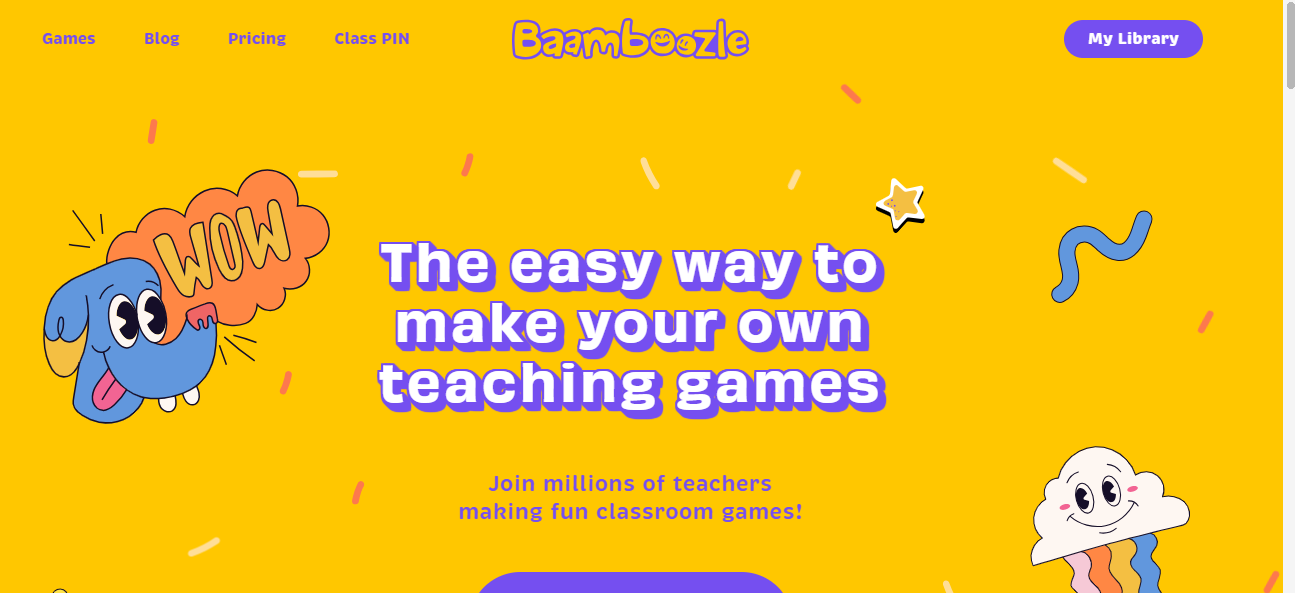 Games Blog Pricing Class PIN Baamboozle My Library
WOW
The easy way to
make your own
teaching games
Join millions of teachers
making fun classroom games!